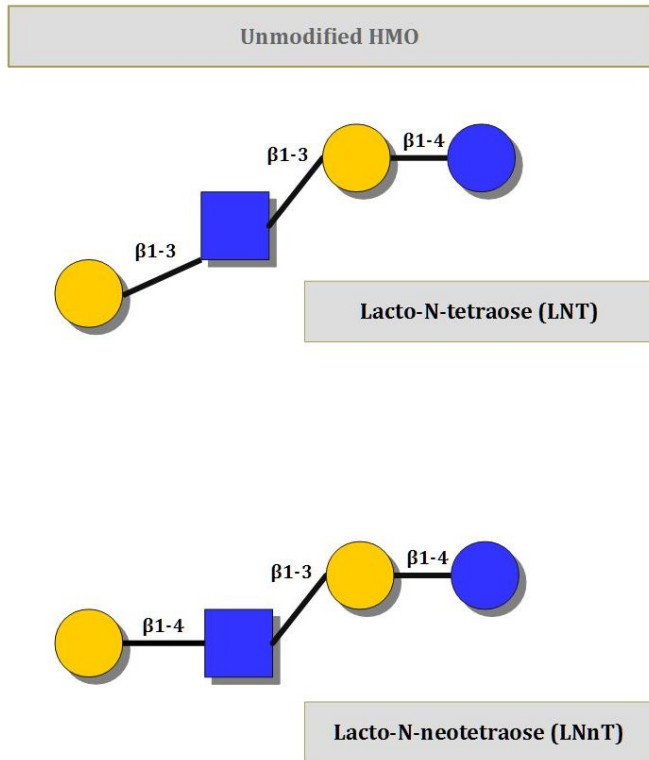 Unmodified HMO
β1-4
β1-3
β1-3
Lacto-N-tetraose (LNT)
β1-4
β1-3
β1-4
Lacto-N-neotetraose (LNnT)